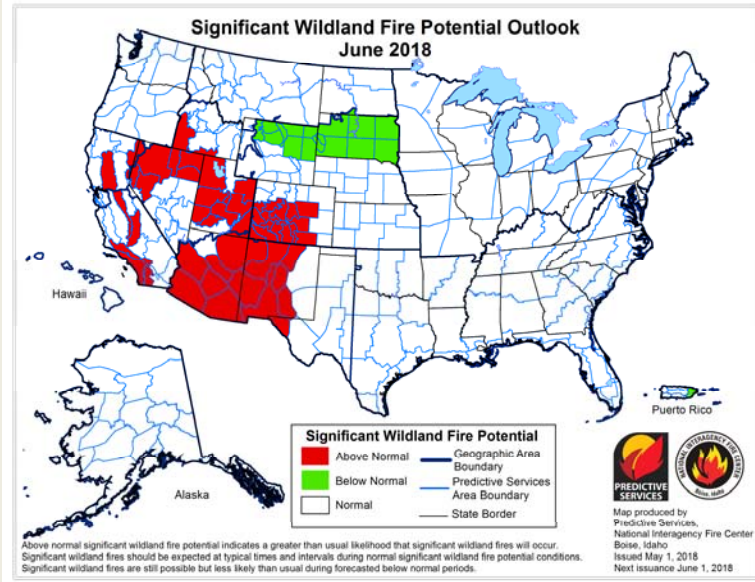 Significant Wildland Fire Potential Outlook
June 2018
Hawaii
Alaska
Puerto Rico
Significant Wildland Fire Potential
Above Normal
Below Normal
Normal
Geographic Area
Boundary
Predictive Services
Area Boundary
State Border
PREDICTIVE
SERVICES
NATIONAL INTERAGENCY FIRE CENTER
Boise, Idaho
Map produced by
Predictive Services,
National Interagency Fire Center
Boise, Idaho
Issued May 1, 2018
Next issuance June 1, 2018
Above normal significant wildland fire potential indicates a greater than usual likelihood that significant wildland fires will occur.
Significant wildland fires should be expected at typical times and intervals during normal significant wildland fire potential conditions.
Significant wildland fires are still possible but less likely than usual during forecasted below normal periods.